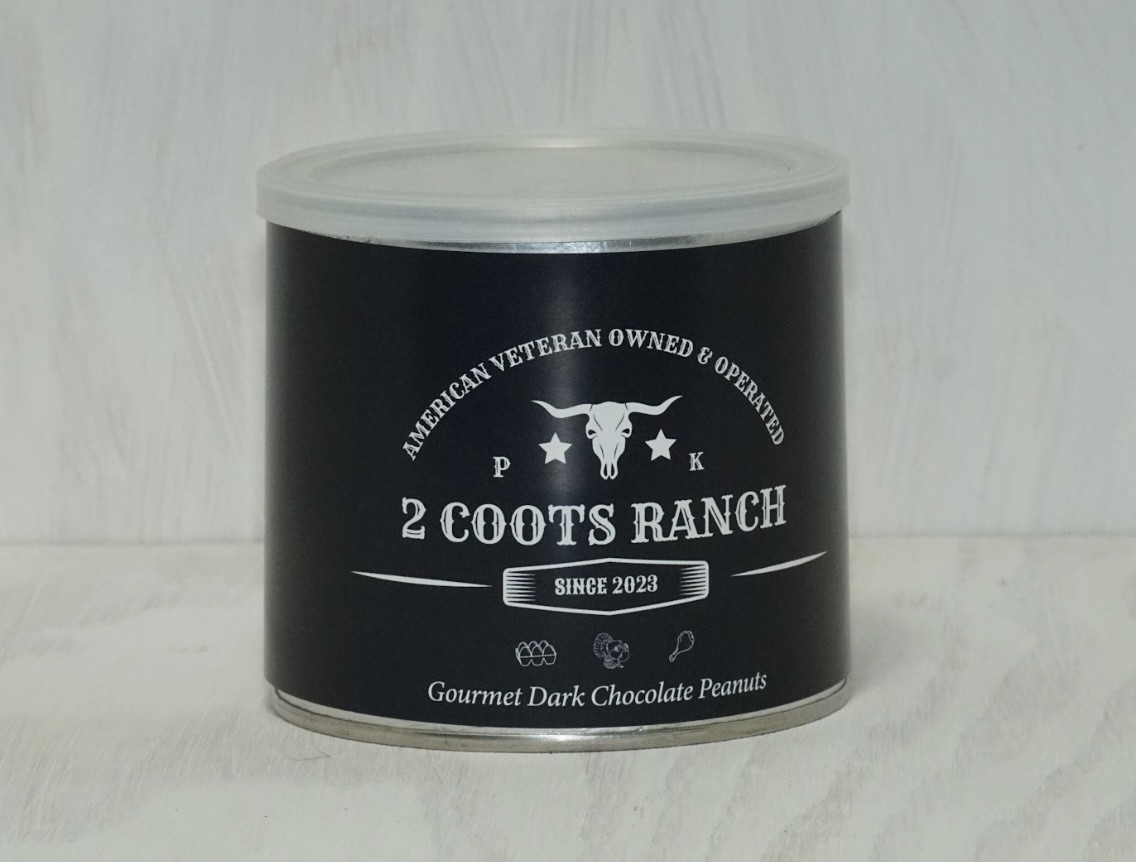 AMERICAN VETERAN OWNED & OPERATED
P K
2 COOTS RANCH
SINCE 2023
Gourmet Dark Chocolate Peanuts